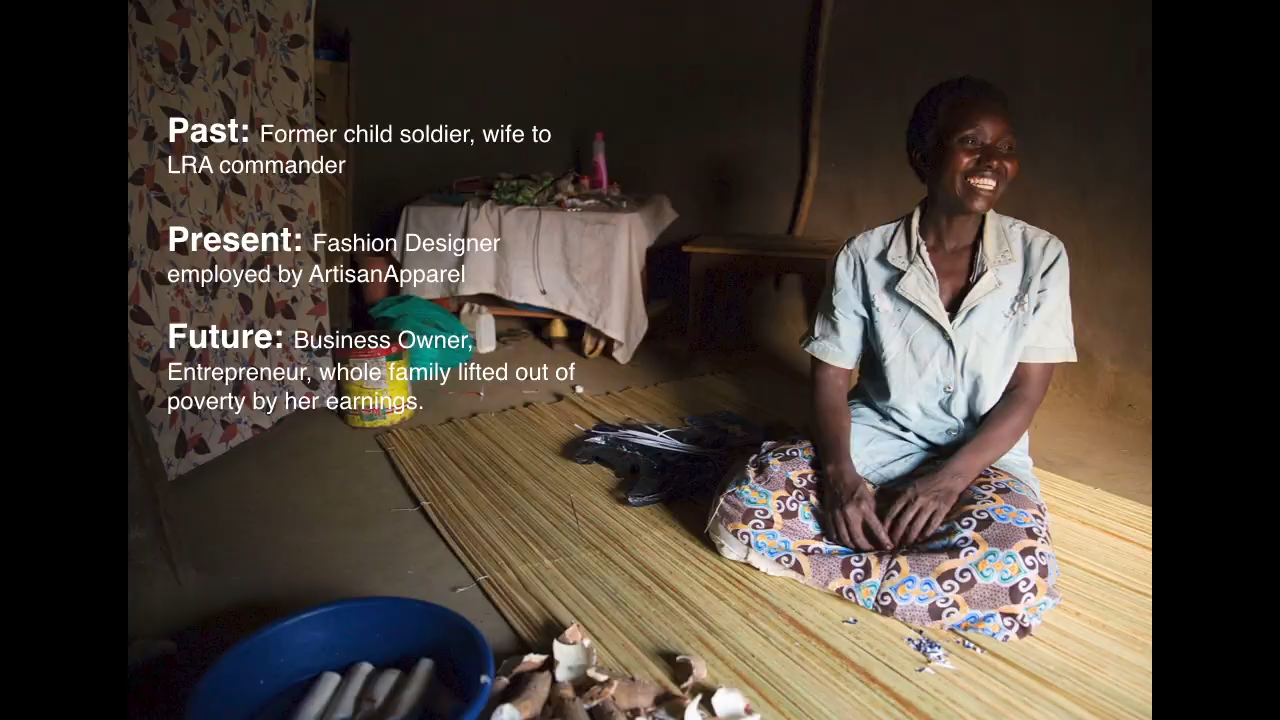 Past: Former child soldier, wife to
LRA commander
Present: Fashion Designer
employed by ArtisanApparel
Future: Business Owner,
Entrepreneur, whole family lifted out of
poverty by her earnings.